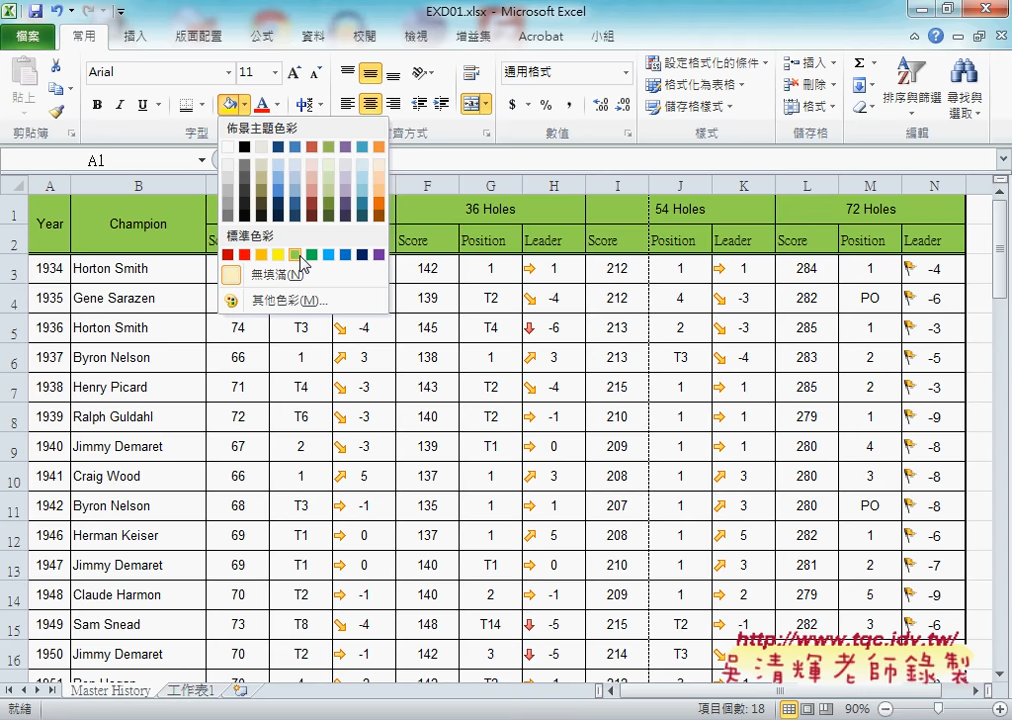 EXD01.xlsx - Microsoft Excel
檔案 常用 插入 版面配置 公式 資料 校閱 檢視 增益集 Acrobat 小組
貼上 Arial 11 通用格式 設定格式化的條件 插入 Σ
格式化為表格 刪除 排序與篩選 尋找與選取
B I U $ % , 儲存格樣式 格式
剪貼簿 字型 對齊方式 數值 樣式 儲存格 編輯
A1
佈景主題色彩
標準色彩
無填滿(N)
其他色彩(M)...
A B F G H I J K L M N
1 Year Champion 36 Holes 54 Holes 72 Holes
2 Score Position Leader Score Position Leader Score Position Leader
3 1934 Horton Smith 142 1 1 212 1 1 284 1 -4
4 1935 Gene Sarazen 139 T2 -4 212 4 -3 282 PO -6
5 1936 Horton Smith 74 T3 -4 145 T4 -6 213 2 -3 285 1 -3
6 1937 Byron Nelson 66 1 3 138 1 3 213 T3 -4 283 2 -5
7 1938 Henry Picard 71 T4 -3 143 T2 -4 215 1 1 285 2 -3
8 1939 Ralph Guldahl 72 T6 -3 140 T2 -1 210 1 1 279 1 -9
9 1940 Jimmy Demaret 67 2 -3 139 T1 0 209 1 1 280 4 -8
10 1941 Craig Wood 66 1 5 137 1 3 208 1 3 280 3 -8
11 1942 Byron Nelson 68 T3 -1 135 1 1 207 1 3 280 PO -8
12 1946 Herman Keiser 69 T1 0 137 1 5 208 1 5 282 1 -6
13 1947 Jimmy Demaret 69 T1 0 140 T1 0 210 1 3 281 2 -7
14 1948 Claude Harmon 70 T2 -1 140 2 -1 209 1 2 279 5 -9
15 1949 Sam Snead 73 T8 -4 148 T14 -5 215 T2 -1 282 3 -6
16 1950 Jimmy Demaret 70 T2 -1 142 3 -5 214 T3
http://www.tqc.idv.tw/
吳清輝老師錄製
Master History 工作表1
就緒 項目個數: 18 90%